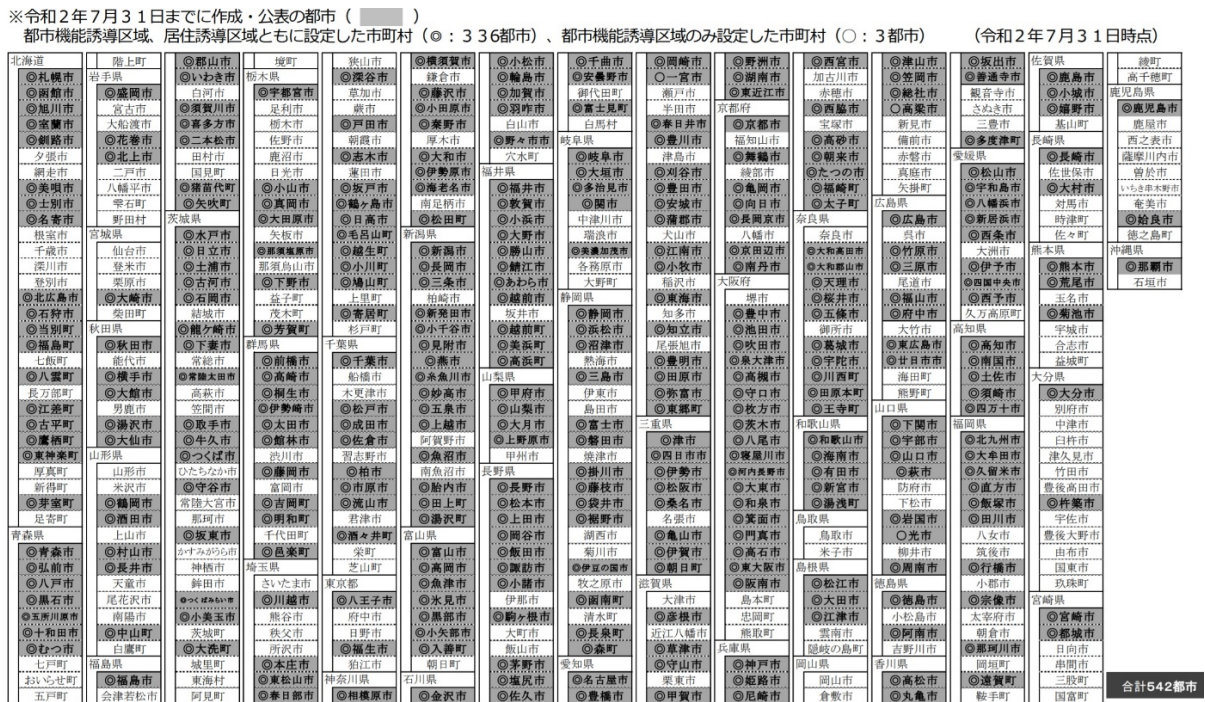 ※令和２年７月３１日までに作成・公表の都市（　　　）
都市機能誘導区域、居住誘導区域ともに設定した市町村（◎：３３６都市）、都市機能誘導区域のみ設定した市町村（○：３都市）　（令和２年７月３１日時点）
北海道
◎札幌市
◎函館市
◎旭川市
◎室蘭市
◎釧路市
夕張市
網走市
◎美唄市
◎士別市
◎名寄市
根室市
千歳市
深川市
登別市
◎北広島市
◎石狩市
◎当別町
◎福島町
七飯町
◎八雲町
長万部町
◎江差町
◎古平町
◎鷹栖町
◎東神楽町
厚真町
新得町
◎芽室町
足寄町
青森県
◎青森市
◎弘前市
◎八戸市
◎黒石市
◎五所川原市
◎十和田市
◎むつ市
七戸町
おいらせ町
五戸町
階上町
岩手県
◎盛岡市
宮古市
大船渡市
◎花巻市
◎北上市
二戸市
八幡平市
雫石町
野田村
宮城県
仙台市
登米市
栗原市
◎大崎市
柴田町
秋田県
◎秋田市
能代市
◎横手市
◎大館市
男鹿市
◎湯沢市
◎大仙市
山形県
山形市
米沢市
◎鶴岡市
◎酒田市
上山市
◎村山市
◎長井市
天童市
尾花沢市
南陽市
◎中山町
白鷹町
福島県
◎福島市
会津若松市
◎郡山市
◎いわき市
白河市
◎須賀川市
◎喜多方市
◎二本松市
田村市
国見町
◎猪苗代町
◎矢吹町
茨城県
◎水戸市
◎日立市
◎土浦市
◎古河市
◎石岡市
結城市
◎龍ケ崎市
◎下妻市
常総市
◎常陸太田市
高萩市
笠間市
◎取手市
◎牛久市
◎つくば市
ひたちなか市
◎守谷市
常陸大宮市
那珂市
◎坂東市
かすみがうら市
神栖市
鉾田市
◎つくばみらい市
◎小美玉市
茨城町
◎大洗町
城里町
東海村
阿見町
境町
栃木県
◎宇都宮市
足利市
栃木市
佐野市
鹿沼市
日光市
◎小山市
◎真岡市
◎大田原市
矢板市
◎那須塩原市
那須烏山市
◎下野市
益子町
茂木町
◎芳賀町
群馬県
◎前橋市
◎高崎市
◎桐生市
◎伊勢崎市
◎太田市
◎館林市
渋川市
◎藤岡市
富岡市
◎吉岡町
◎明和町
千代田町
◎邑楽町
埼玉県
さいたま市
◎川越市
熊谷市
秩父市
所沢市
◎本庄市
◎東松山市
◎春日部市
狭山市
◎深谷市
草加市
蕨市
◎戸田市
朝霞市
◎志木市
蓮田市
◎坂戸市
◎鶴ヶ島市
◎日高市
◎毛呂山町
◎越生町
◎小川町
◎鳩山町
上里町
◎寄居町
杉戸町
千葉県
◎千葉市
船橋市
木更津市
◎松戸市
◎成田市
◎佐倉市
習志野市
◎柏市
◎市原市
◎流山市
君津市
◎酒々井町
栄町
芝山町
東京都
◎八王子市
府中市
日野市
◎福生市
狛江市
神奈川県
◎相模原市
◎横須賀市
鎌倉市
◎藤沢市
◎小田原市
◎秦野市
厚木市
◎大和市
◎伊勢原市
◎海老名市
南足柄市
◎松田町
新潟県
◎新潟市
◎長岡市
◎三条市
柏崎市
◎新発田市
◎小千谷市
◎見附市
◎燕市
◎糸魚川市
◎妙高市
◎五泉市
◎上越市
阿賀野市
◎魚沼市
南魚沼市
◎胎内市
◎田上町
◎湯沢町
富山県
◎富山市
◎高岡市
◎魚津市
◎氷見市
◎黒部市
◎小矢部市
◎入善町
朝日町
石川県
◎金沢市
◎小松市
◎輪島市
◎加賀市
◎羽咋市
白山市
◎野々市市
穴水町
福井県
◎福井市
◎敦賀市
◎小浜市
◎大野市
◎勝山市
◎鯖江市
◎あわら市
◎越前市
坂井市
◎越前町
◎美浜町
◎高浜町
山梨県
◎甲府市
◎山梨市
◎大月市
◎上野原市
甲州市
長野県
◎長野市
◎松本市
◎上田市
◎岡谷市
◎飯田市
◎諏訪市
◎小諸市
伊那市
◎駒ヶ根市
大町市
飯山市
◎茅野市
◎塩尻市
◎佐久市
◎千曲市
◎安曇野市
御代田町
◎富士見町
白馬村
岐阜県
◎岐阜市
◎大垣市
◎多治見市
◎関市
中津川市
瑞浪市
◎美濃加茂市
各務原市
大野町
静岡県
◎静岡市
◎浜松市
◎沼津市
熱海市
◎三島市
伊東市
島田市
◎富士市
◎磐田市
焼津市
◎掛川市
◎藤枝市
◎袋井市
◎裾野市
湖西市
菊川市
◎伊豆の国市
牧之原市
◎函南町
清水町
◎長泉町
◎森町
愛知県
◎名古屋市
◎豊橋市
◎岡崎市
○一宮市
瀬戸市
半田市
◎春日井市
◎豊川市
津島市
◎刈谷市
◎豊田市
◎安城市
◎蒲郡市
犬山市
◎江南市
◎小牧市
稲沢市
◎東海市
知多市
◎知立市
尾張旭市
◎豊明市
◎田原市
◎弥富市
◎東郷町
三重県
◎津市
◎四日市市
◎伊勢市
◎松阪市
◎桑名市
名張市
◎亀山市
◎伊賀市
◎朝日町
滋賀県
大津市
◎彦根市
近江八幡市
◎草津市
◎守山市
栗東市
◎甲賀市
◎野洲市
◎湖南市
◎東近江市
京都府
◎京都市
福知山市
◎舞鶴市
綾部市
◎亀岡市
◎向日市
◎長岡京市
八幡市
◎京田辺市
◎南丹市
大阪府
堺市
◎豊中市
◎池田市
◎吹田市
◎泉大津市
◎高槻市
◎守口市
◎枚方市
◎茨木市
◎八尾市
◎寝屋川市
◎河内長野市
◎大東市
◎和泉市
◎箕面市
◎門真市
◎高石市
◎東大阪市
◎阪南市
島本町
忠岡町
熊取町
兵庫県
◎神戸市
◎姫路市
◎尼崎市
◎西宮市
加古川市
赤穂市
◎西脇市
宝塚市
◎高砂市
◎朝来市
◎たつの市
◎福崎町
◎太子町
奈良県
奈良市
◎大和高田市
◎大和郡山市
◎天理市
◎桜井市
◎五條市
御所市
◎葛城市
◎宇陀市
◎川西町
◎田原本町
◎王寺町
和歌山県
◎和歌山市
◎海南市
◎有田市
◎新宮市
◎湯浅町
鳥取県
鳥取市
米子市
島根県
◎松江市
◎大田市
◎江津市
雲南市
隠岐の島町
岡山県
岡山市
倉敷市
◎津山市
◎笠岡市
◎総社市
◎高梁市
新見市
備前市
赤磐市
真庭市
矢掛町
広島県
◎広島市
呉市
◎竹原市
◎三原市
尾道市
◎福山市
◎府中市
大竹市
◎東広島市
◎廿日市市
海田町
熊野町
山口県
◎下関市
◎宇部市
◎山口市
◎萩市
防府市
下松市
◎岩国市
○光市
柳井市
◎周南市
徳島県
◎徳島市
小松島市
◎阿南市
吉野川市
香川県
◎高松市
◎丸亀市
◎坂出市
◎善通寺市
観音寺市
さぬき市
三豊市
◎多度津町
愛媛県
◎松山市
◎宇和島市
◎八幡浜市
◎新居浜市
◎西条市
大洲市
◎伊予市
◎四国中央市
◎西予市
久万高原町
高知県
◎高知市
◎南国市
◎土佐市
◎須崎市
◎四万十市
福岡県
◎北九州市
◎大牟田市
◎久留米市
◎直方市
◎飯塚市
◎田川市
八女市
筑後市
◎行橋市
小郡市
◎宗像市
太宰府市
朝倉市
◎那珂川市
岡垣町
◎遠賀町
鞍手町
佐賀県
◎鹿島市
◎小城市
◎嬉野市
基山町
長崎県
◎長崎市
佐世保市
◎大村市
対馬市
時津町
佐々町
熊本県
◎熊本市
◎荒尾市
玉名市
◎菊池市
宇城市
合志市
益城町
大分県
◎大分市
別府市
中津市
臼杵市
津久見市
竹田市
豊後高田市
◎杵築市
宇佐市
豊後大野市
由布市
国東市
玖珠町
宮崎県
◎宮崎市
◎都城市
日向市
串間市
三股町
国富町
綾町
高千穂町
鹿児島県
◎鹿児島市
鹿屋市
西之表市
薩摩川内市
曽於市
いちき串木野市
奄美市
◎姶良市
徳之島町
沖縄県
◎那覇市
石垣市
合計542都市